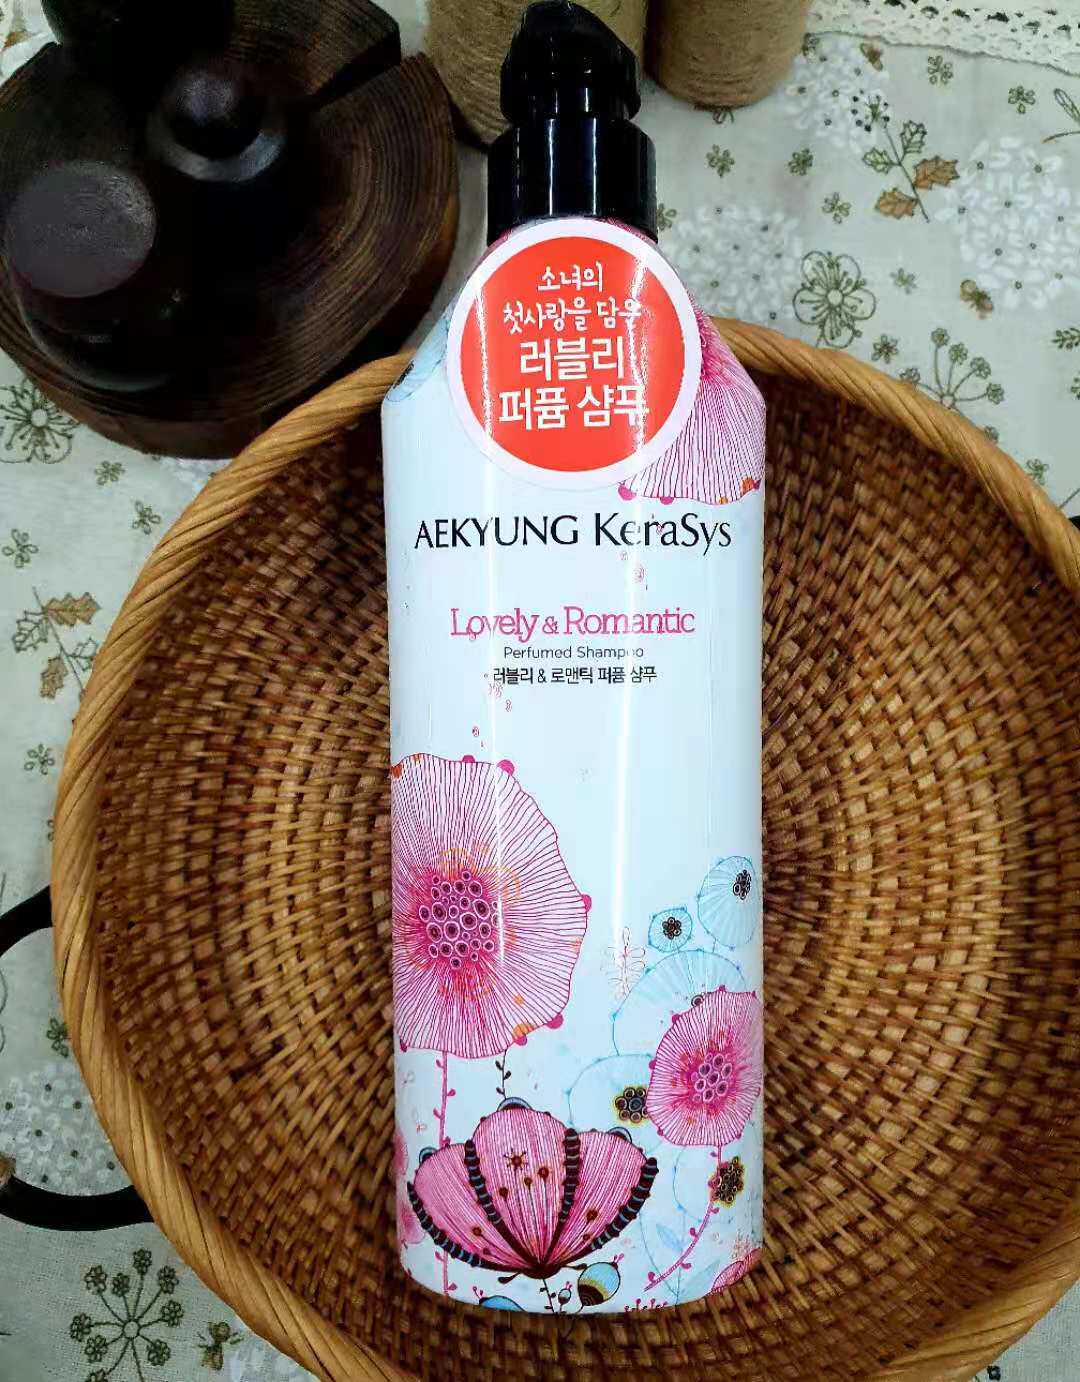 소녀의
첫사랑을 담은
러블리
퍼퓸 샴푸
AEKYUNG KeraSys
Lovely & Romantic
Perfumed Shampoo
러블리 & 로맨틱 퍼퓸 샴푸